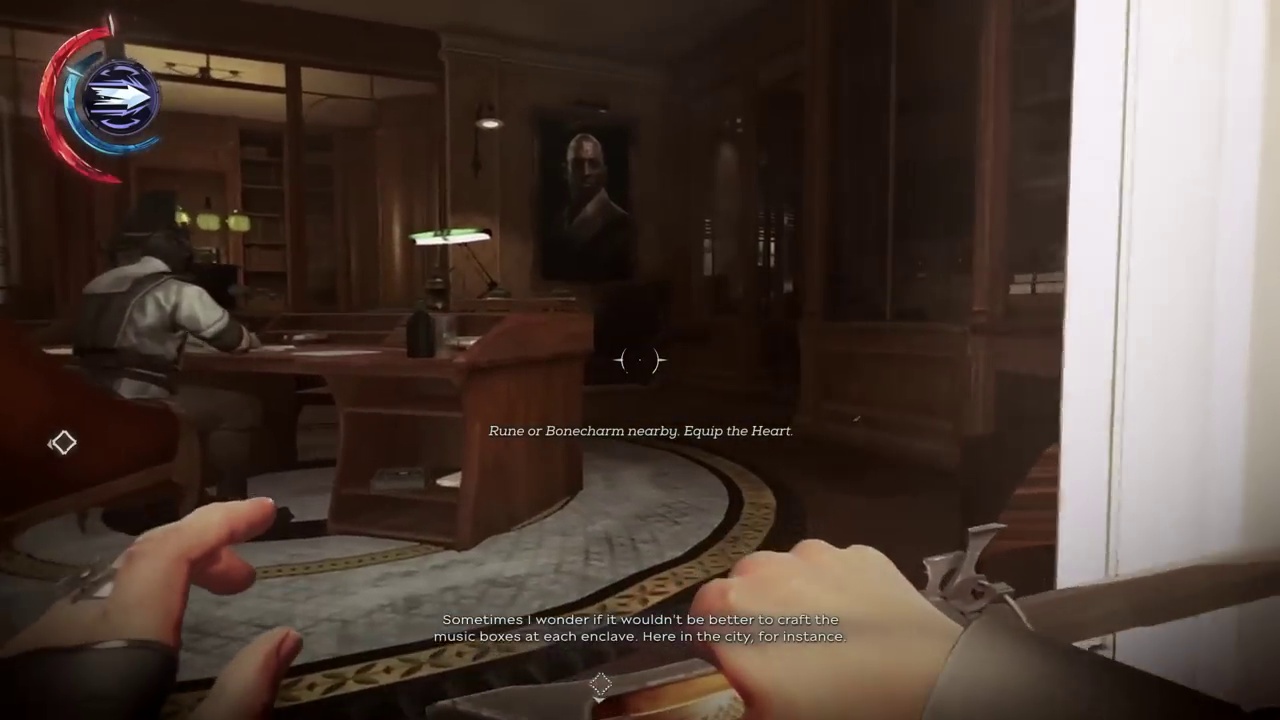 Rune or Bonecharm nearby. Equip the Heart.
Sometimes I wonder if it wouldn't be better to craft the
music boxes at each enclave. Here in the city, for instance.